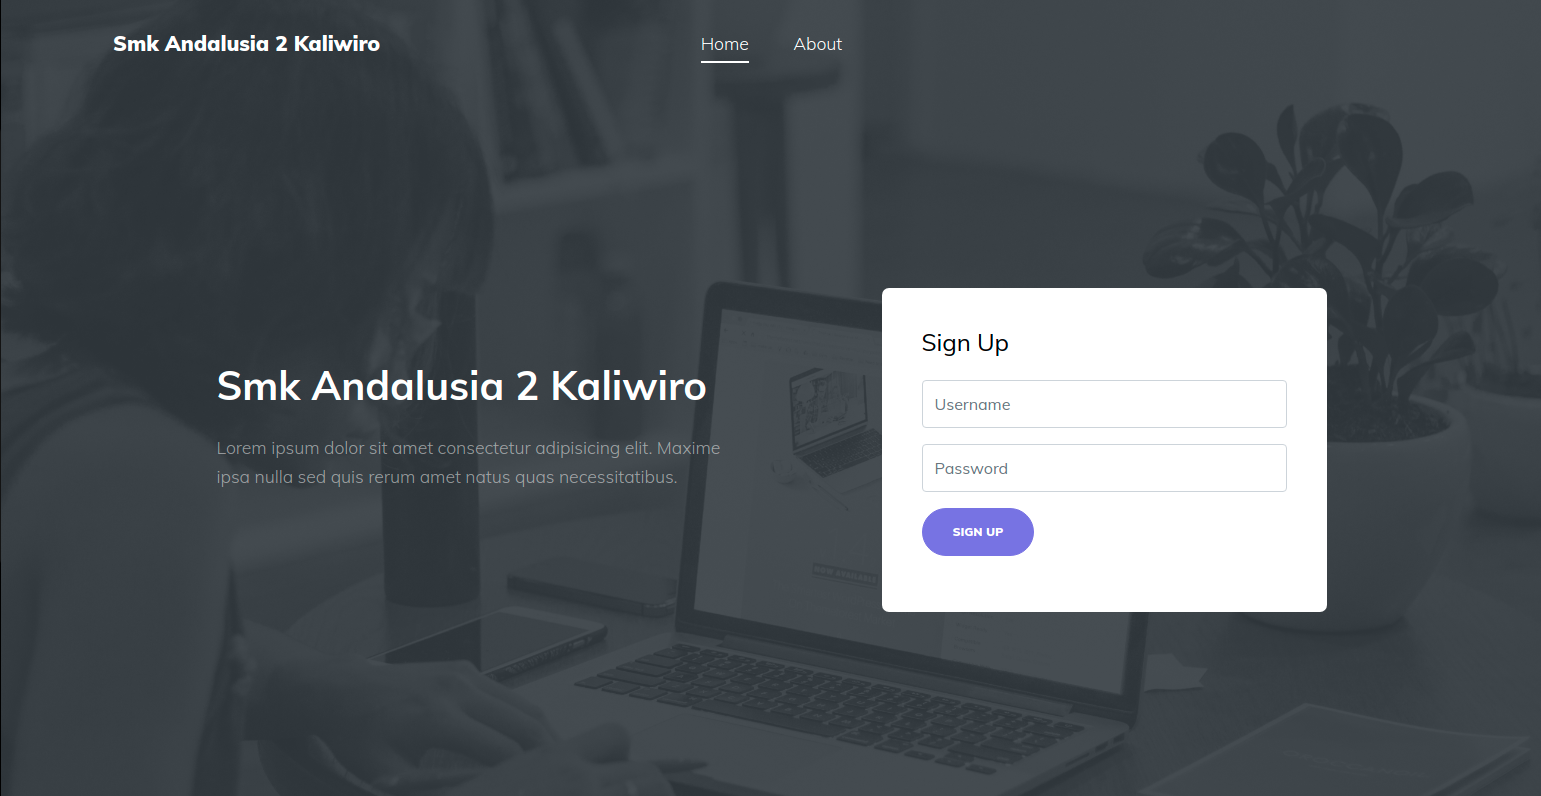 Smk Andalusia 2 Kaliwiro
Home
About
Smk Andalusia 2 Kaliwiro
Lorem ipsum dolor sit amet consectetur adipisicing elit. Maxime
ipsa nulla sed quis rerum amet natus quas necessitatibus.
Sign Up
Username
Password
SIGN UP